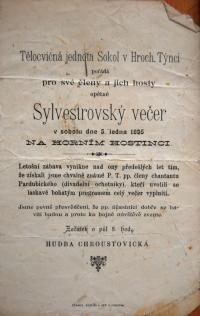 Tělocvičná jednota Sokol v Hroch. Týnci
pořádá
pro své členy a jich hosty
opětně
Sylvestrovský večer
v sobotu dne 5. ledna 1895
NA HORNÍM HOSTINCI.
Letošní zábava vynikne nad ony předešlých let tím,
že získali jsme chvalně známé P. T. pp. členy chantantu
Pardubického (divadelní ochotníky), kteří uvolili se
laskavě bohatým programem celý večer vyplniti.
Jsouce pevně přesvědčeni, že pp. účastníci dobře se ba-
viti budou a proto ku hojné návštěvě zveme.
Začátek o půl 8. hod.
HUDBA CHROUSTOVICKÁ